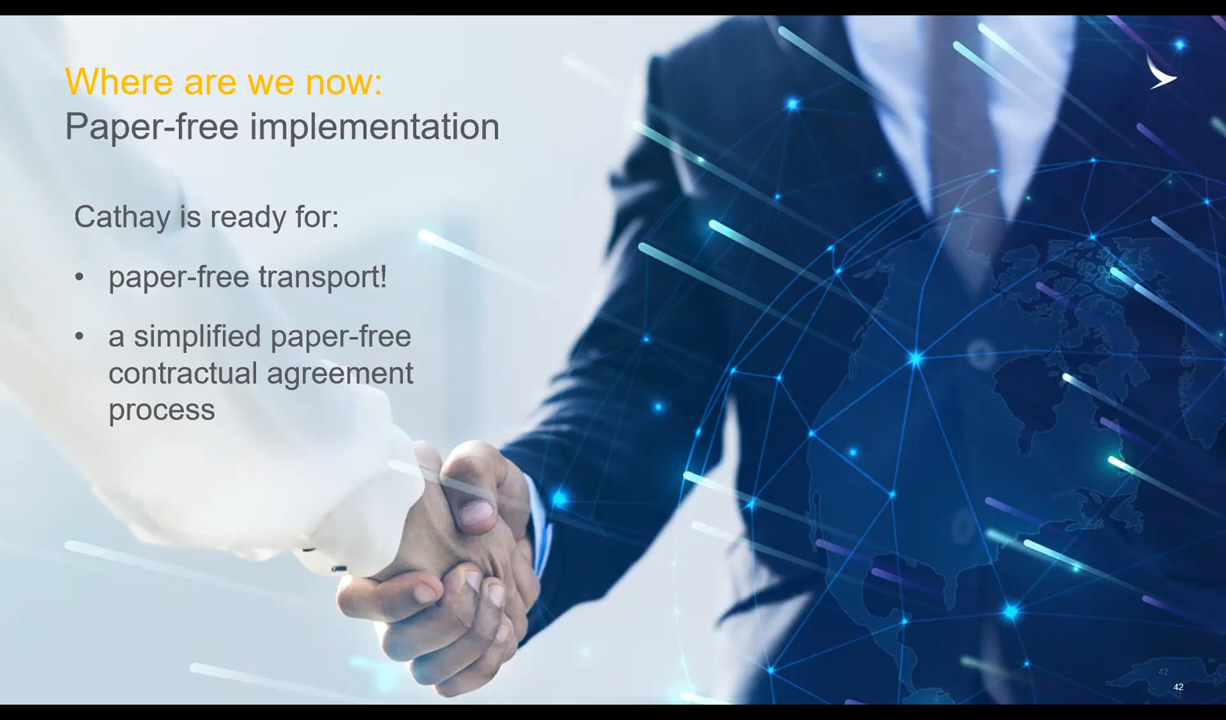 Where are we now:
Paper-free implementation
Cathay is ready for:
• paper-free transport!
• a simplified paper-free
contractual agreement
process
42
42